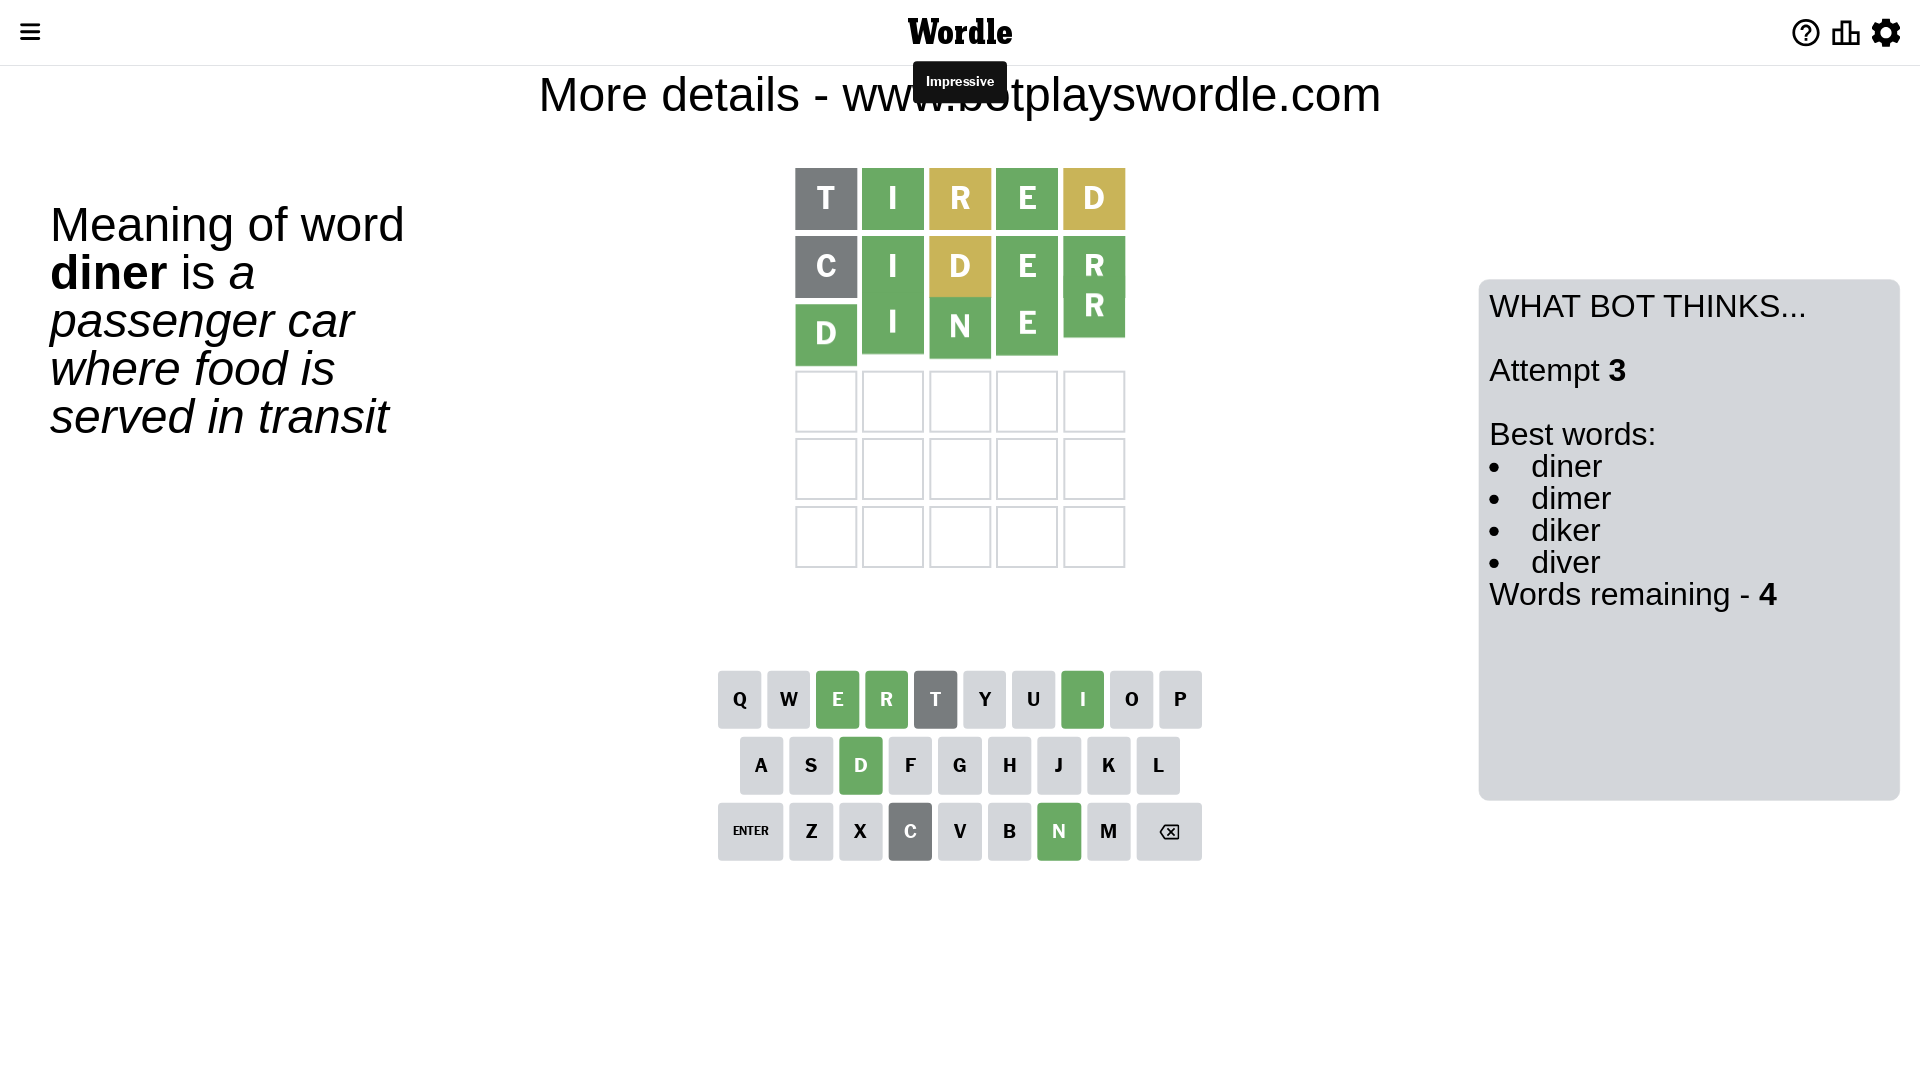 Wordle
Impressive
More details - www.botplayswordle.com
Meaning of word
diner is a
passenger car
where food is
served in transit
T I R E D
C I D E R
D I N E R
WHAT BOT THINKS...
Attempt 3
Best words:
• diner
• dimer
• diker
• diver
Words remaining - 4
Q W E R T Y U I O P
A S D F G H J K L
ENTER Z X C V B N M